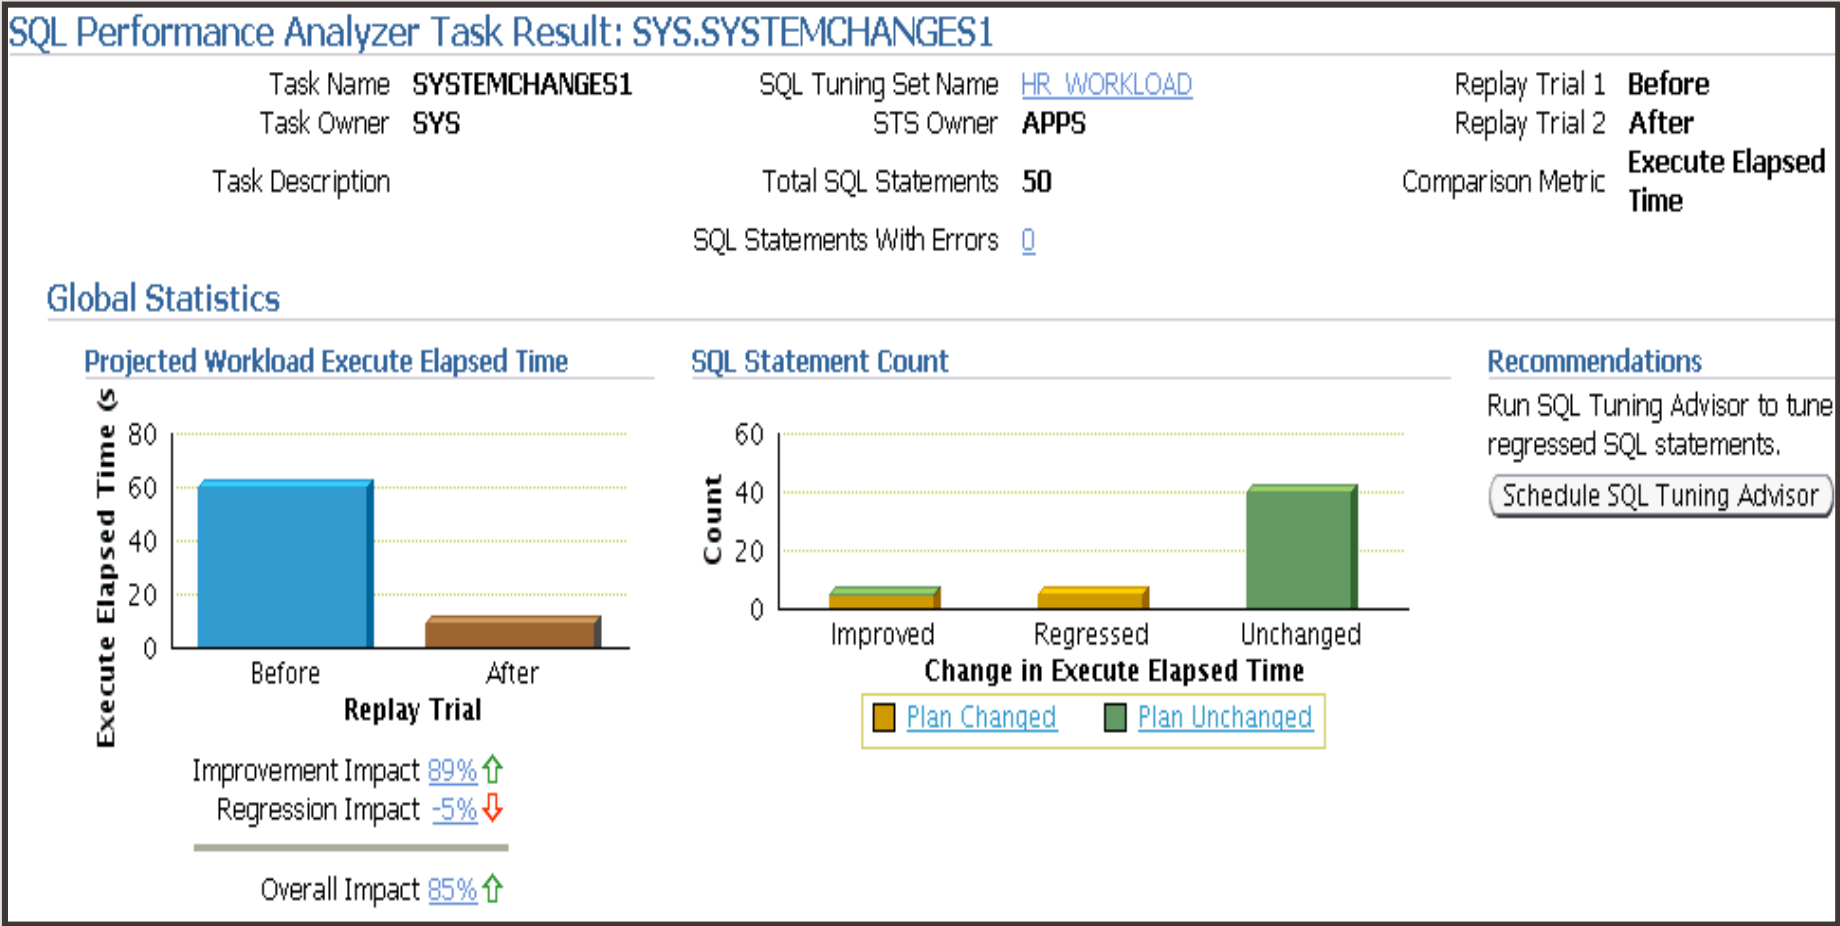 SQL Performance Analyzer Task Result: SYS.SYSTEMCHANGES1
Task Name SYSTEMCHANGES1
Task Owner SYS
Task Description
SQL Tuning Set Name HR_WORKLOAD
STS Owner APPS
Total SQL Statements 50
SQL Statements With Errors 0
Replay Trial 1 Before
Replay Trial 2 After
Comparison Metric Execute Elapsed
Time
Global Statistics
Projected Workload Execute Elapsed Time
Execute Elapsed Time (s
80
60
40
20
0
Before After
Replay Trial
Improvement Impact 89%
Regression Impact -5%
Overall Impact 85%
SQL Statement Count
Count
60
40
20
0
Improved Regressed Unchanged
Change in Execute Elapsed Time
Plan Changed Plan Unchanged
Recommendations
Run SQL Tuning Advisor to tune
regressed SQL statements.
Schedule SQL Tuning Advisor